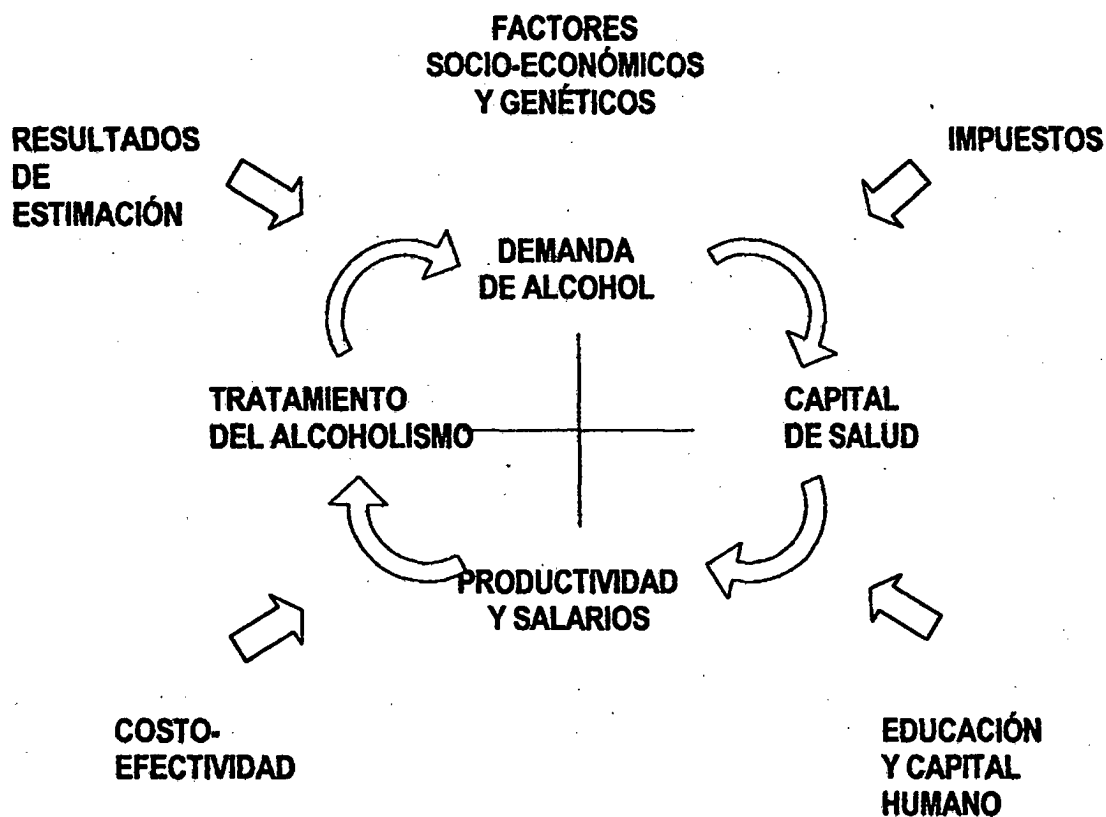 FACTORES
SOCIO-ECONÓMICOS
Y GENÉTICOS
RESULTADOS
DE
ESTIMACIÓN
IMPUESTOS
DEMANDA
DE ALCOHOL
TRATAMIENTO
DEL ALCOHOLISMO
CAPITAL
DE SALUD
PRODUCTIVIDAD
Y SALARIOS
COSTO-
EFECTIVIDAD
EDUCACIÓN
Y CAPITAL
HUMANO